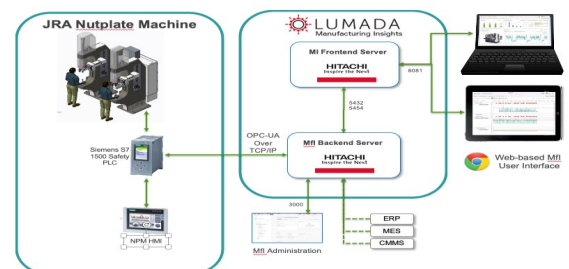 JRA Nutplate Machine
LUMADA
Manufacturing Insights
MI Frontend Server
HITACHI
Inspire the Next
8081
5432
5454
OPC-UA
Over
TCP/IP
Siemens S7
1500 Safety
PLC
MfI Backend Server
HITACHI
Inspire the Next
Web-based MfI
User Interface
3000
NPM HMI
MfI Administration
ERP
MES
CMMS